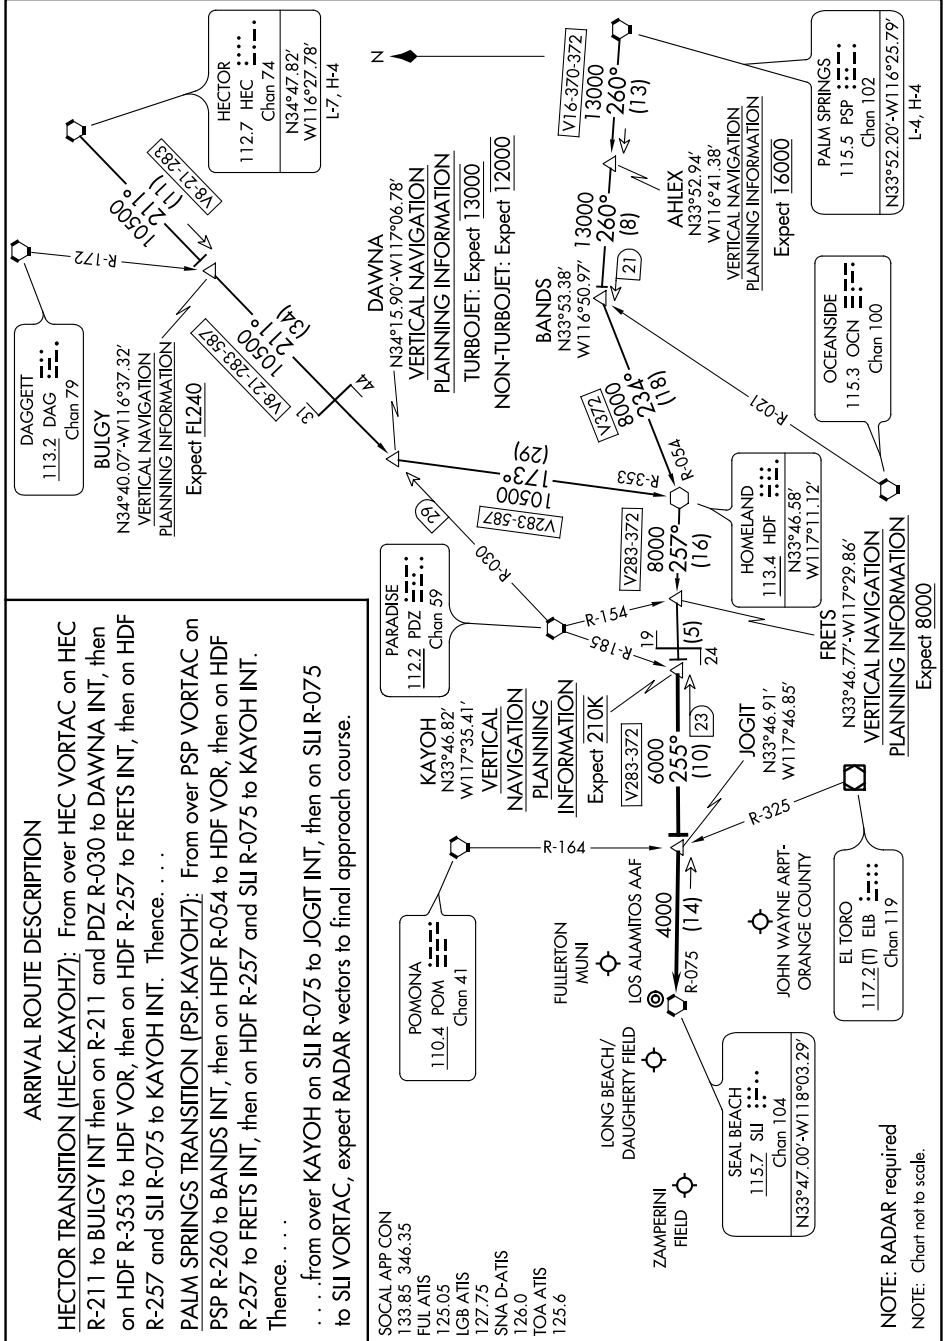 ARRIVAL ROUTE DESCRIPTION
HECTOR TRANSITION (HEC.KAYOH7): From over HEC VORTAC on HEC
R-211 to BULGY INT then on R-211 and PDZ R-030 to DAWNA INT, then
on HDF R-353 to HDF VOR, then on HDF R-257 to FRETS INT, then on HDF
R-257 and SLI R-075 to KAYOH INT. Thence. . . .
PALM SPRINGS TRANSITION (PSP.KAYOH7): From over PSP VORTAC on
PSP R-260 to BANDS INT, then on HDF R-054 to HDF VOR, then on HDF
R-257 to FRETS INT, then on HDF R-257 and SLI R-075 to KAYOH INT.
Thence. . . .
. . . .from over KAYOH on SLI R-075 to JOGIT INT, then on SLI R-075
to SLI VORTAC, expect RADAR vectors to final approach course.
SOCAL APP CON
133.85 346.35
FUL ATIS
125.05
LGB ATIS
127.75
SNA D-ATIS
126.0
TOA ATIS
125.6
DAGGETT
113.2 DAG
Chan 79
R-172
HECTOR
112.7 HEC
Chan 74
N34°47.82'
W116°27.78'
L-7, H-4
V8-21-283
10500
211°
(11)
BULGY
N34°40.07'-W116°37.32'
VERTICAL NAVIGATION
PLANNING INFORMATION
Expect FL240
V8-21-283-587
10500
211°
(34)
31
44
N
DAWNA
N34°15.90'-W117°06.78'
VERTICAL NAVIGATION
PLANNING INFORMATION
TURBOJET: Expect 13000
NON-TURBOJET: Expect 12000
29
R-030
V283-587
10500
173°
(29)
R-353
PARADISE
112.2 PDZ
Chan 59
R-154
R-185
V16-370-372
13000
260°
(13)
PALM SPRINGS
115.5 PSP
Chan 102
N33°52.20'-W116°25.79'
L-4, H-4
AHLEX
N33°52.94'
W116°41.38'
VERTICAL NAVIGATION
PLANNING INFORMATION
Expect 16000
13000
260°
(8)
21
BANDS
N33°53.38'
W116°50.97'
V372
8000
234°
(18)
R-054
R-021
OCEANSIDE
115.3 OCN
Chan 100
HOMELAND
113.4 HDF
N33°46.58'
W117°11.12'
V283-372
8000
257°
(16)
FRETS
N33°46.77'-W117°29.86'
VERTICAL NAVIGATION
PLANNING INFORMATION
Expect 8000
19
24
(5)
KAYOH
N33°46.82'
W117°35.41'
VERTICAL
NAVIGATION
PLANNING
INFORMATION
Expect 210K
V283-372
6000
255°
(10)
23
JOGIT
N33°46.91'
W117°46.85'
POMONA
110.4 POM
Chan 41
R-164
R-325
EL TORO
117.2(T) ELB
Chan 119
4000
(14)
R-075
FULLERTON
MUNI
LOS ALAMITOS AAF
JOHN WAYNE ARPT-
ORANGE COUNTY
LONG BEACH/
DAUGHERTY FIELD
SEAL BEACH
115.7 SLI
Chan 104
N33°47.00'-W118°03.29'
ZAMPERINI
FIELD
NOTE: RADAR required
NOTE: Chart not to scale.